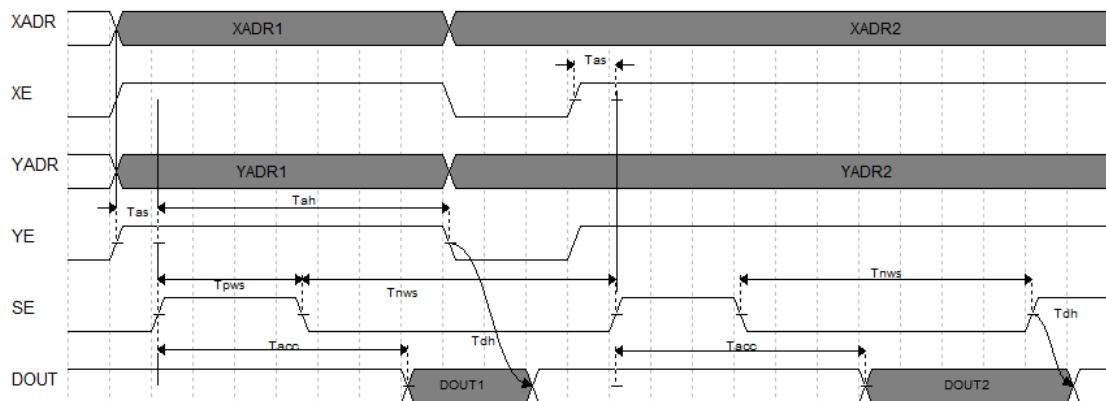 XADR
XADR1
XADR2
Tas
XE
YADR
YADR1
YADR2
Tah
Tas
YE
Tpws
Tnws
Tnws
SE
Tdh
Tacc
Tdh
Tacc
DOUT
DOUT1
DOUT2